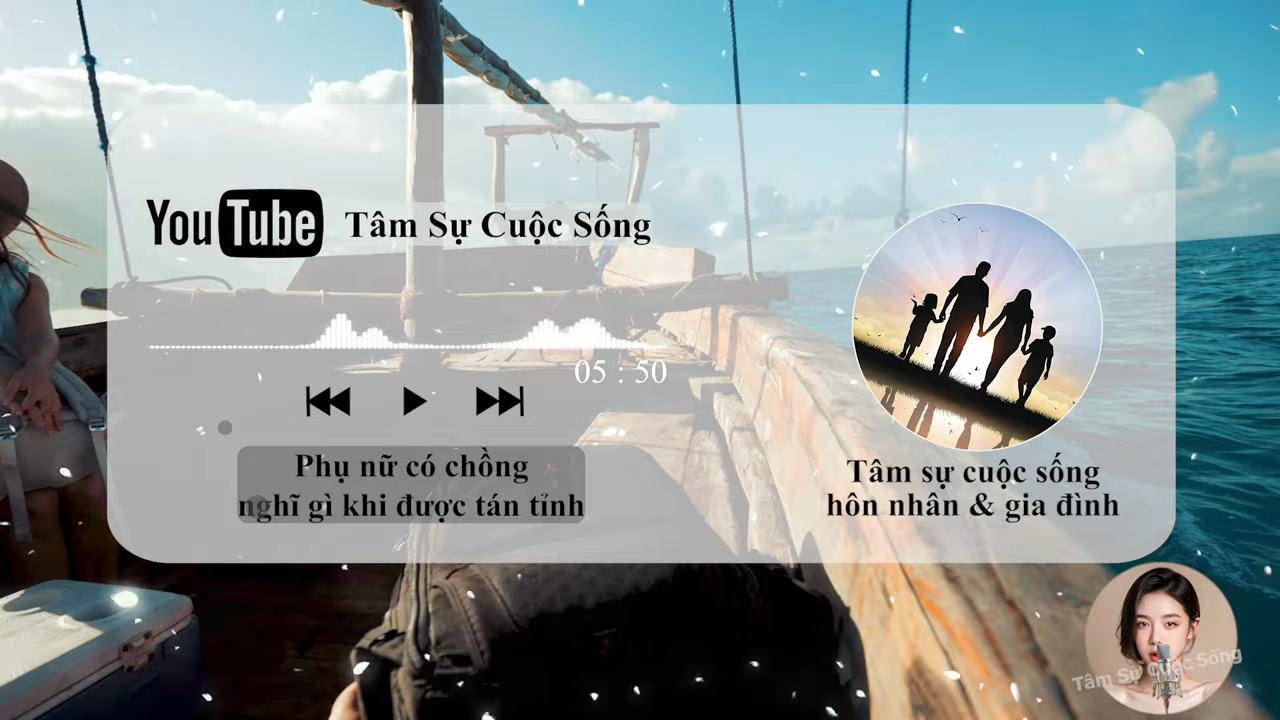 YouTube Tâm Sự Cuộc Sống
05 : 50
Phụ nữ có chồng
nghĩ gì khi được tán tỉnh
Tâm sự cuộc sống
hôn nhân & gia đình
Tâm Sự Cuộc Sống